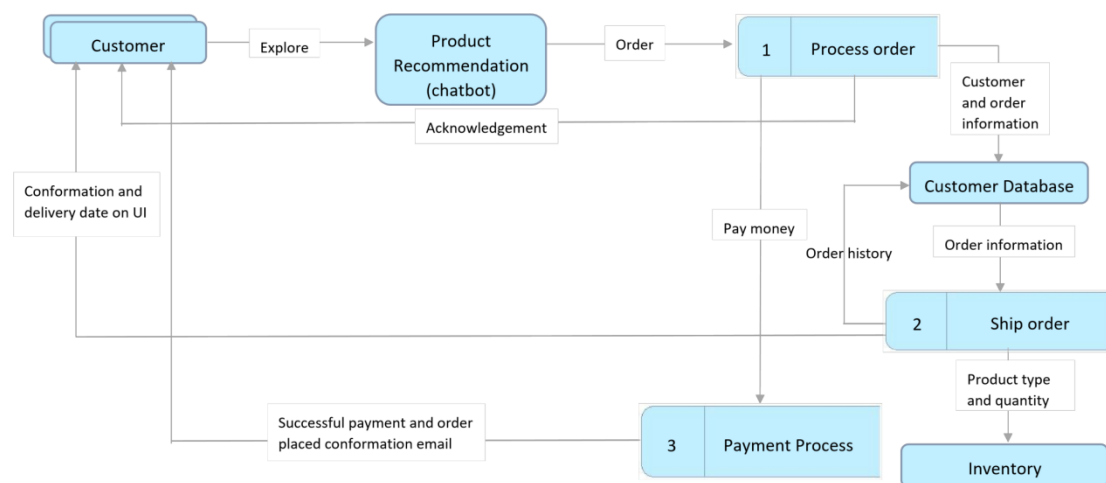 Customer
Explore
Product
Recommendation
(chatbot)
Order
1
Process order
Customer
and order
information
Acknowledgement
Conformation and
delivery date on UI
Customer Database
Pay money
Order information
Order history
2
Ship order
Product type
and quantity
Successful payment and order
placed conformation email
3
Payment Process
Inventory